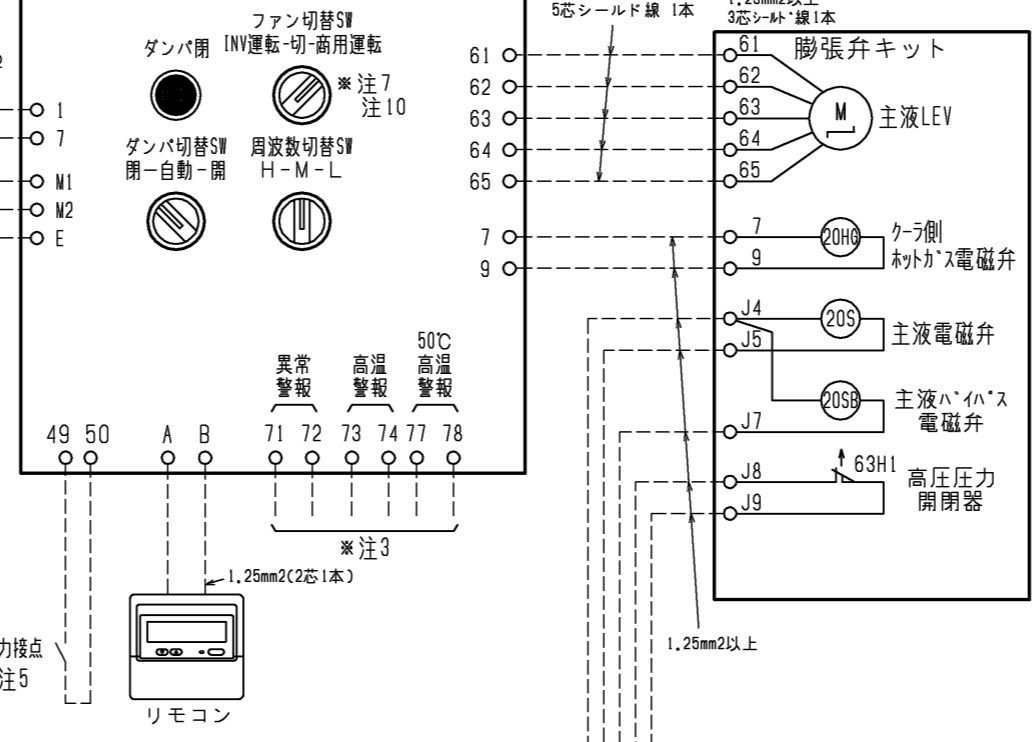 ファン切替SW
ダンパ閉
INV運転-切-商用運転
※注7
注10
ダンパ切替SW
閉ー自動ー開
周波数切替SW
H-M-L
1
7
M1
M2
E
5芯シールド線 1本
3芯シールド線1本
61
62
63
64
65
7
9
61
62
63
64
65
膨張弁キット
M
主液LEV
7
9
20HG
クーラ側
ホットガス電磁弁
J4
J5
20S
主液電磁弁
J7
20SB
主液バイパス
電磁弁
J8
J9
63H1
高圧圧力
開閉器
異常
警報
高温
警報
50℃
高温
警報
49 50 A B 71 72 73 74 77 78
※注3
1.25mm2(2芯1本)
力接点
注5
リモコン
1.25mm2以上